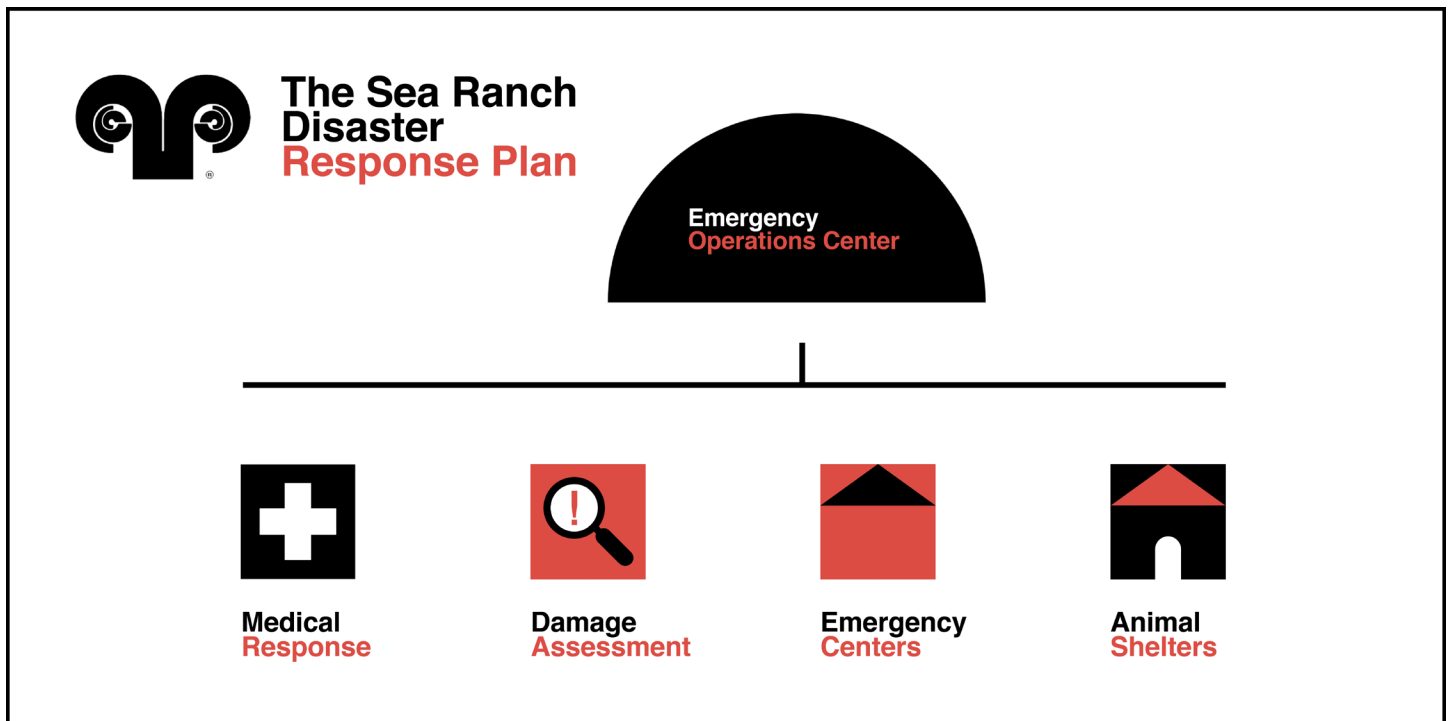 The Sea Ranch
Disaster
Response Plan
®
Emergency
Operations Center
!
Medical
Response
Damage
Assessment
Emergency
Centers
Animal
Shelters